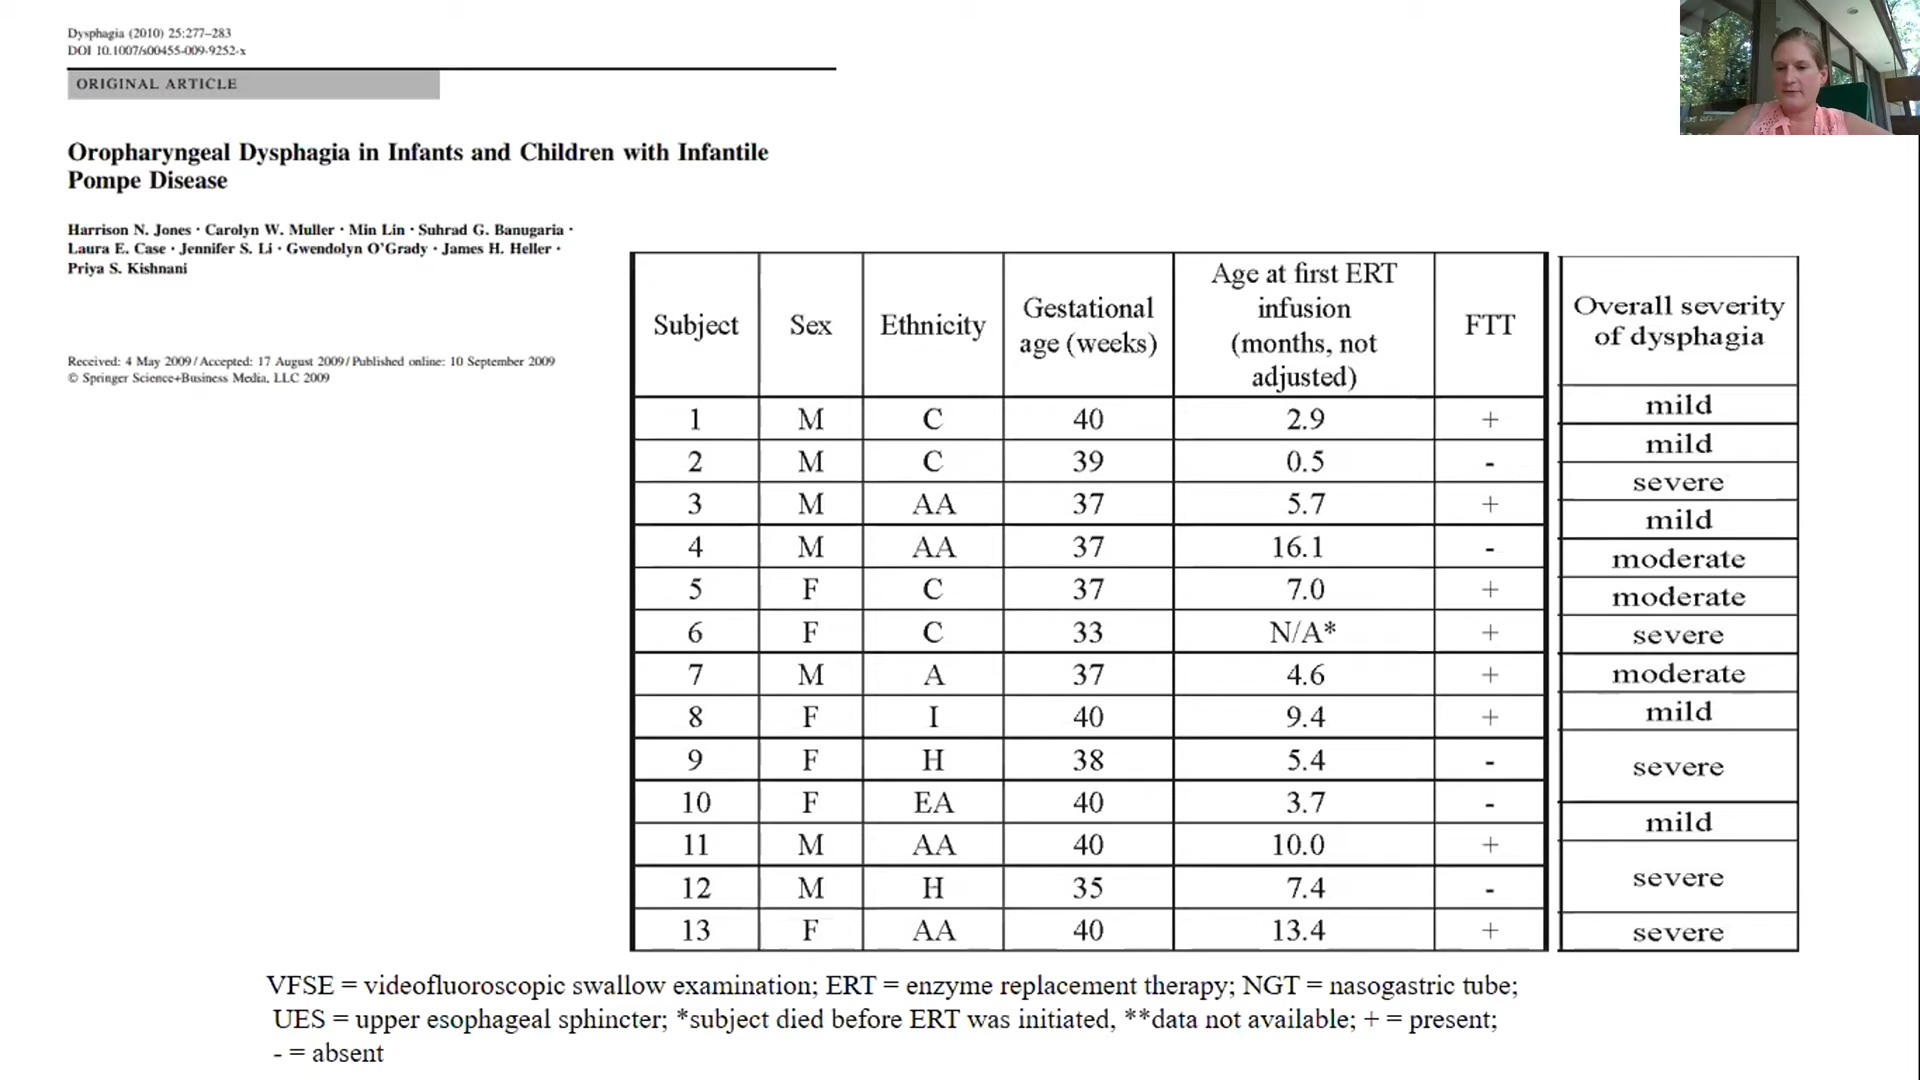 Dysphagia (2010) 25:277–283
DOI 10.1007/s00455-009-9252-x
ORIGINAL ARTICLE
Oropharyngeal Dysphagia in Infants and Children with Infantile
Pompe Disease
Harrison N. Jones · Carolyn W. Muller · Min Lin · Suhrad G. Banugaria ·
Laura E. Case · Jennifer S. Li · Gwendolyn O'Grady · James H. Heller ·
Priya S. Kishnani
Received: 4 May 2009 / Accepted: 17 August 2009 / Published online: 10 September 2009
© Springer Science+Business Media, LLC 2009
Subject Sex Ethnicity Gestational age (weeks) Age at first ERT infusion (months, not adjusted) FTT
1 M C 40 2.9 +
2 M C 39 0.5 -
3 M AA 37 5.7 +
4 M AA 37 16.1 -
5 F C 37 7.0 +
6 F C 33 N/A* +
7 M A 37 4.6 +
8 F I 40 9.4 +
9 F H 38 5.4 -
10 F EA 40 3.7 -
11 M AA 40 10.0 +
12 M H 35 7.4 -
13 F AA 40 13.4 +
Overall severity
of dysphagia
mild
mild
severe
mild
moderate
moderate
severe
moderate
mild
severe
mild
severe
severe
VFSE = videofluoroscopic swallow examination; ERT = enzyme replacement therapy; NGT = nasogastric tube;
UES = upper esophageal sphincter; *subject died before ERT was initiated, **data not available; + = present;
- = absent